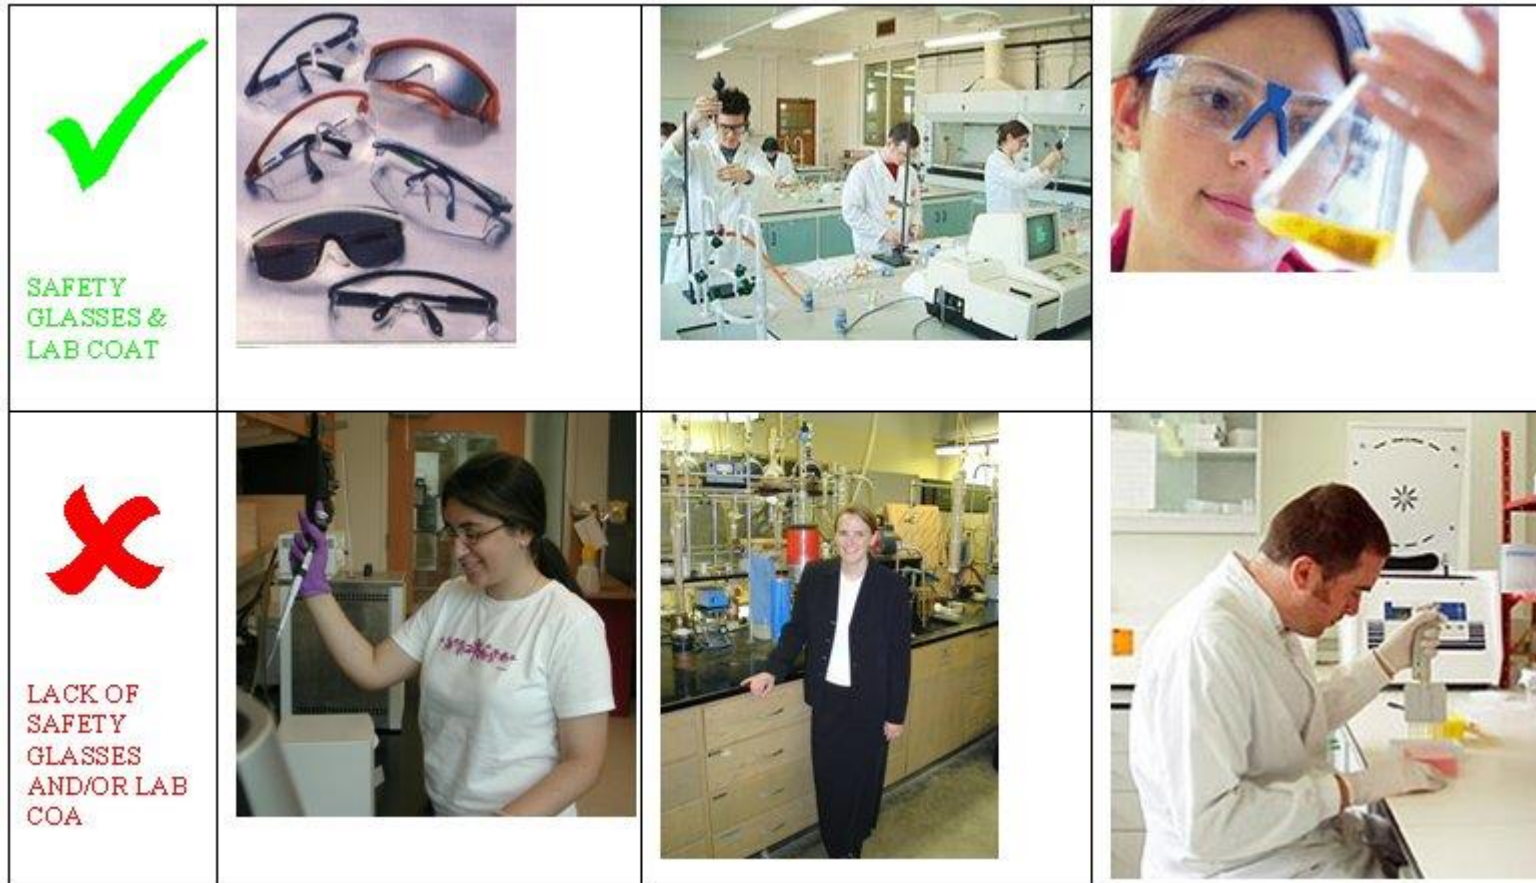 SAFETY
GLASSES &
LAB COAT
LACK OF
SAFETY
GLASSES
AND/OR LAB
COA